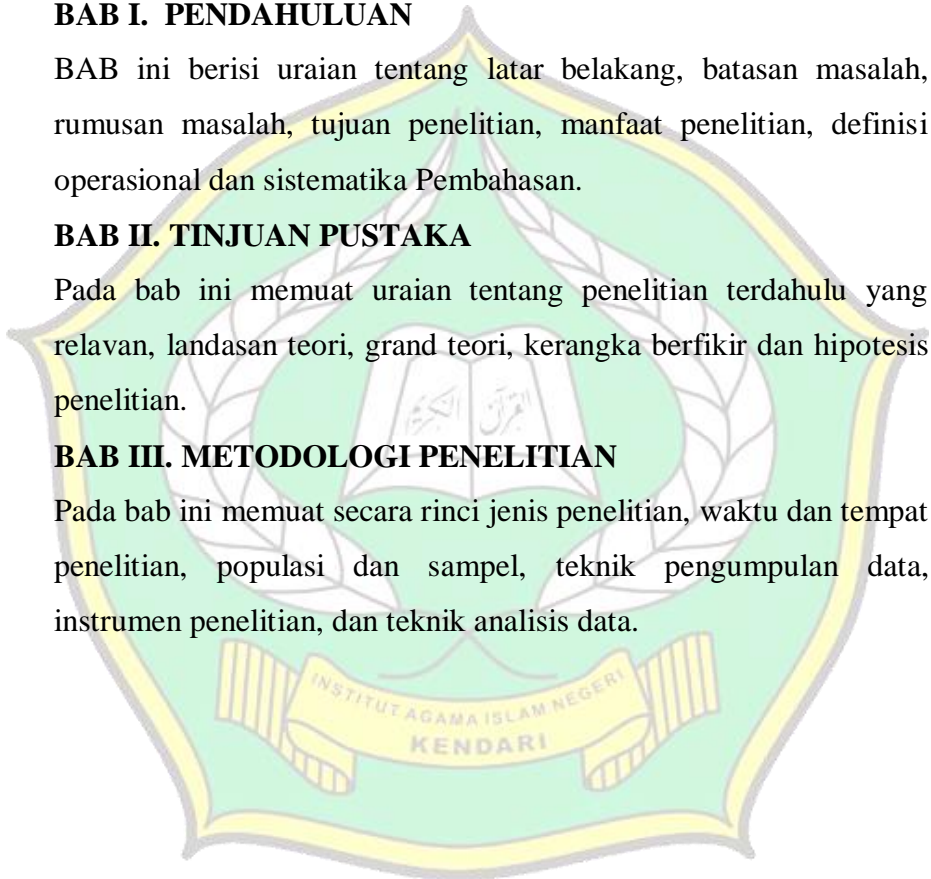 BAB I. PENDAHULUAN
BAB ini berisi uraian tentang latar belakang, batasan masalah,
rumusan masalah, tujuan penelitian, manfaat penelitian, definisi
operasional dan sistematika Pembahasan.
BAB II. TINJUAN PUSTAKA
Pada bab ini memuat uraian tentang penelitian terdahulu yang
relavan, landasan teori, grand teori, kerangka berfikir dan hipotesis
penelitian.
القرآن الكريم
BAB III. METODOLOGI PENELITIAN
Pada bab ini memuat secara rinci jenis penelitian, waktu dan tempat
penelitian, populasi dan sampel, teknik pengumpulan data,
instrumen penelitian, dan teknik analisis data.
INSTITUT AGAMA ISLAM NEGERI
KENDARI